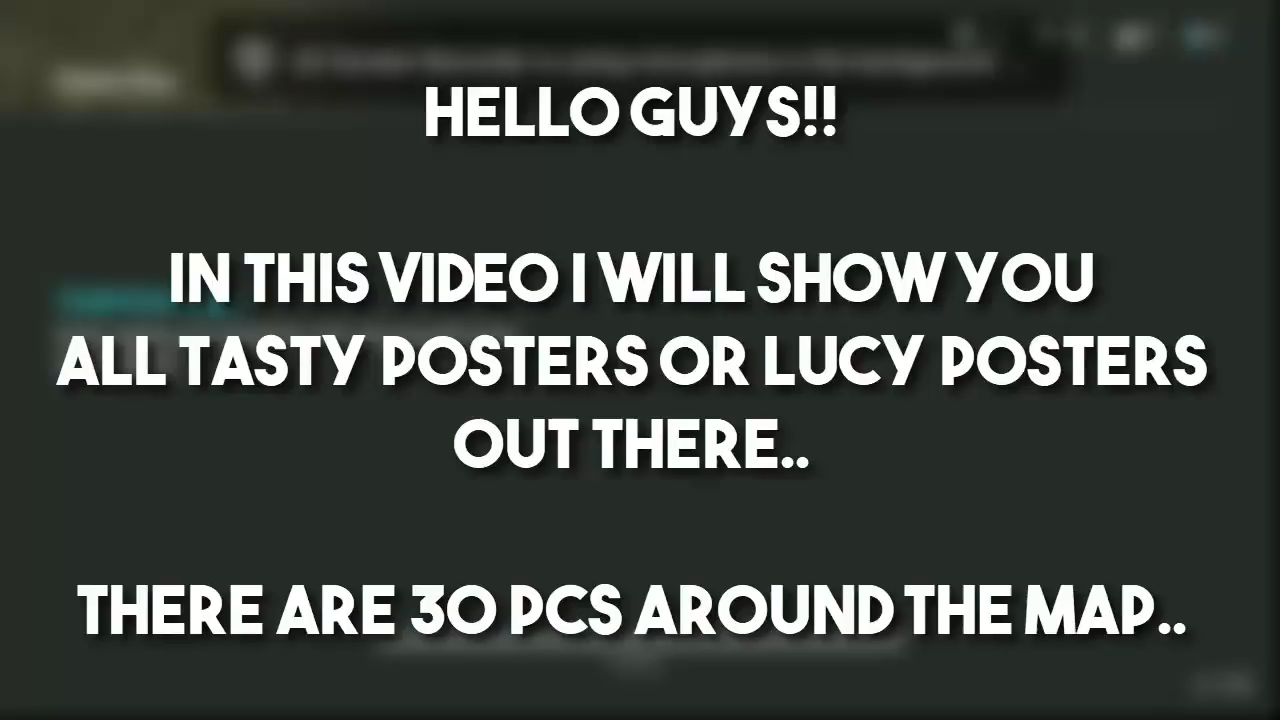 HELLO GUYS!!
IN THIS VIDEO I WILL SHOW YOU
ALL TASTY POSTERS OR LUCY POSTERS
OUT THERE..
THERE ARE 30 PCS AROUND THE MAP..